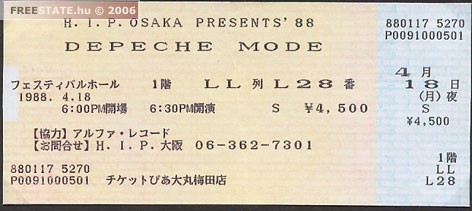 FREESTATE.hu © 2006
H.I.P.OSAKA PRESENTS'88
DEPECHE MODE
フェスティバルホール 1階 LL 列 L28 番
1988. 4.18
6:00PM開場 6:30PM開演 S ¥4,500
【協力】アルファ・レコード
【お問合せ】H.I.P.大阪 06-362-7301
880117 5270
P0091000501 チケットぴあ大丸梅田店
880117 5270
P0091000501
4月
18日
(月)夜
S
¥4,500
1階
LL
L28